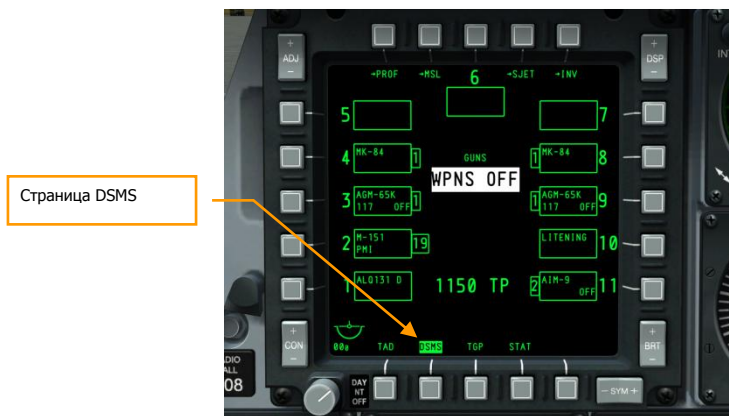 Страница DSMS
+
ADJ
-
+
DSP
-
→PROF →MSL 6 →SJET →INV
5
7
4 MK-84 1
GUNS
1 MK-84 8
WPNS OFF
3 AGM-65K 1
117 OFF
1 AGM-65K 9
117 OFF
2 M-151 19
PMI
LITENING 10
1 ALQ131 D
1150 TP
2 AIM-9 11
OFF
TAD DSMS TGP STAT
+
CON
-
+
BRT
-
DAY
NT
OFF
- SYM +
08